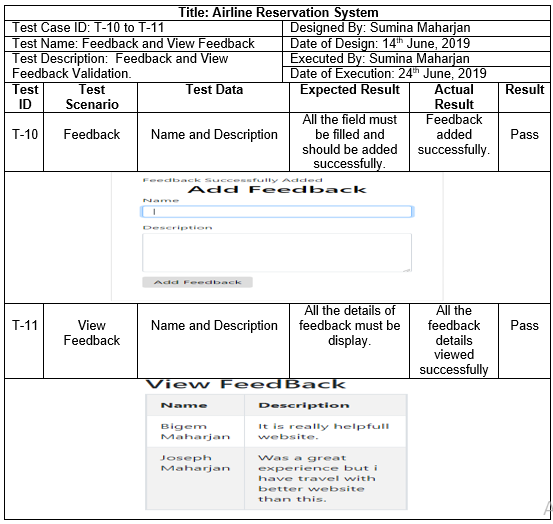 Title: Airline Reservation System
Test Case ID: T-10 to T-11
Designed By: Sumina Maharjan
Test Name: Feedback and View Feedback
Date of Design: 14th June, 2019
Test Description: Feedback and View
Feedback Validation.
Executed By: Sumina Maharjan
Date of Execution: 24th June, 2019
Test
ID
Test
Scenario
Test Data
Expected Result
Actual
Result
Result
T-10
Feedback
Name and Description
All the field must
be filled and
should be added
successfully.
Feedback
added
successfully.
Pass
Feedback Successfully Added
Add Feedback
Name
Description
Add Feedback
T-11
View
Feedback
Name and Description
All the details of
feedback must be
display.
All the
feedback
details
viewed
successfully
Pass
View FeedBack
Name
Description
Bigem
Maharjan
It is really helpfull
website.
Joseph
Maharjan
Was a great
experience but i
have travel with
better website
than this.